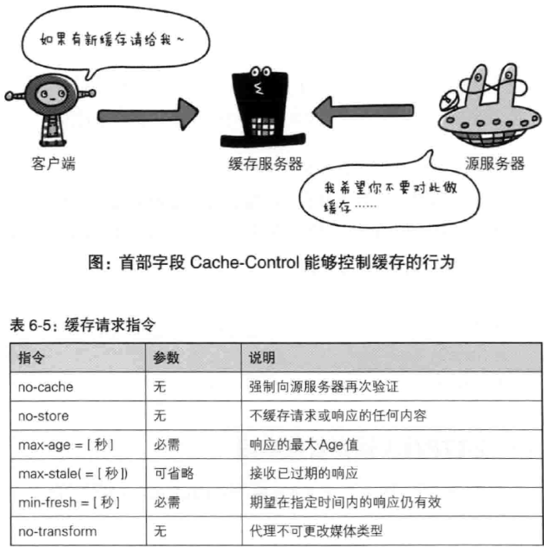 如果有新缓存请给我～
客户端
缓存服务器
源服务器
我希望你不要对此做
缓存……
图：首部字段 Cache-Control 能够控制缓存的行为
表 6-5：缓存请求指令
指令 参数 说明
no-cache 无 强制向源服务器再次验证
no-store 无 不缓存请求或响应的任何内容
max-age = [ 秒] 必需 响应的最大Age值
max-stale( = [ 秒]) 可省略 接收已过期的响应
min-fresh = [ 秒] 必需 期望在指定时间内的响应仍有效
no-transform 无 代理不可更改媒体类型